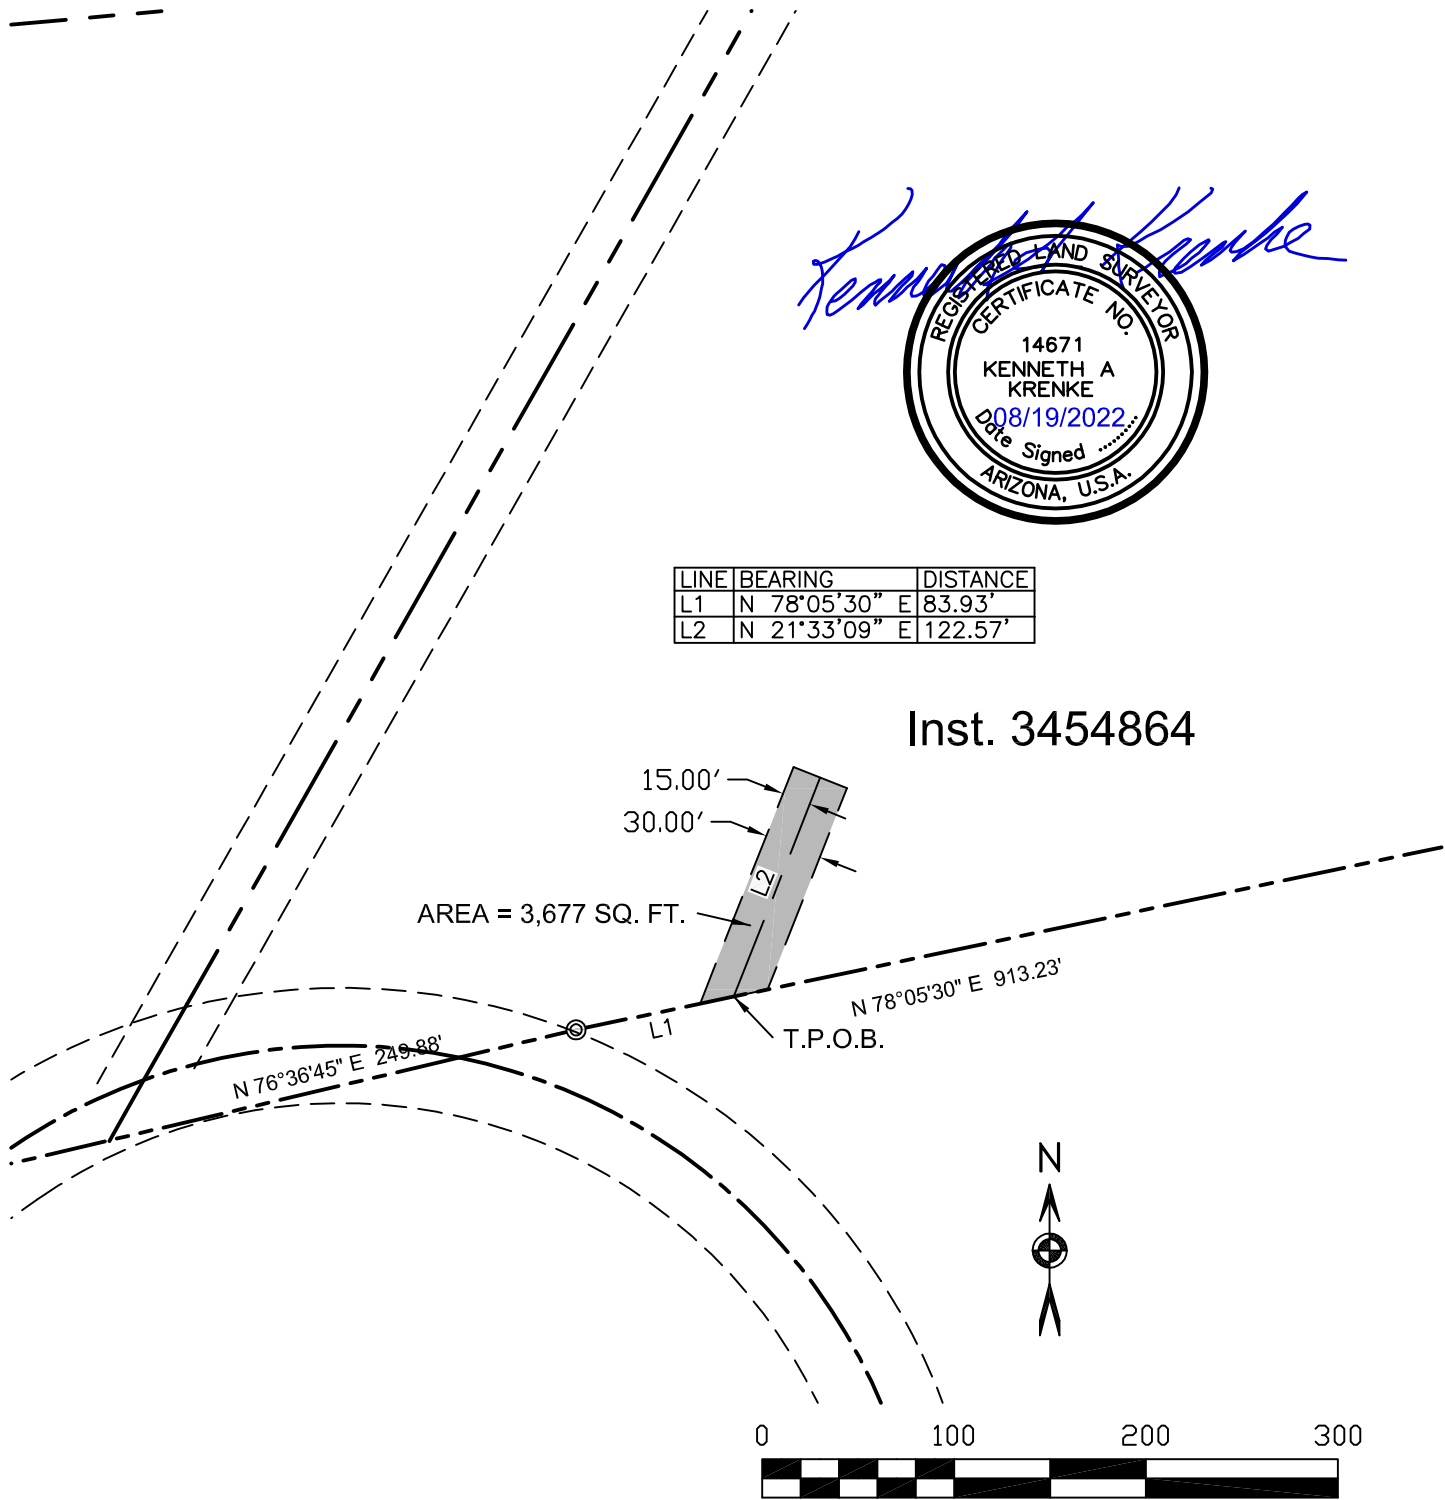 Kenneth A Krenke
REGISTERED LAND SURVEYOR
CERTIFICATE NO.
14671
KENNETH A
KRENKE
08/19/2022
Date Signed ..........
ARIZONA, U.S.A.
LINE BEARING DISTANCE
L1 N 78°05'30" E 83.93'
L2 N 21°33'09" E 122.57'
Inst. 3454864
15.00'
30.00'
L2
AREA = 3,677 SQ. FT.
N 78°05'30" E 913.23'
L1
T.P.O.B.
N 76°36'45" E 249.88'
N
0 100 200 300